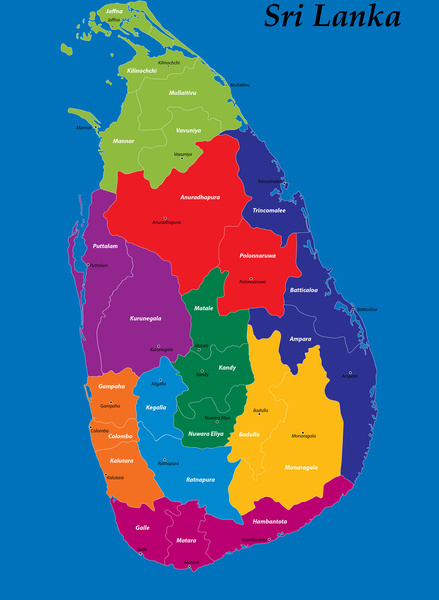 Sri Lanka
Jaffna
Jaffna
Kilinochchi
Kilinochchi
Mullaitivu
Mullaitivu
Mannar
Mannar
Vavuniya
Vavuniya
Anuradhapura
Anuradhapura
Trincomalee
Trincomalee
Puttalam
Puttalam
Polonnaruwa
Polonnaruwa
Batticaloa
Batticaloa
Matale
Matale
Kurunegala
Kurunegala
Ampara
Ampara
Kandy
Kandy
Gampaha
Gampaha
Kegalla
Kegalla
Nuwara Eliya
Nuwara Eliya
Badulla
Badulla
Monaragala
Monaragala
Colombo
Colombo
Kalutara
Kalutara
Ratnapura
Ratnapura
Galle
Galle
Matara
Matara
Hambantota
Hambantota